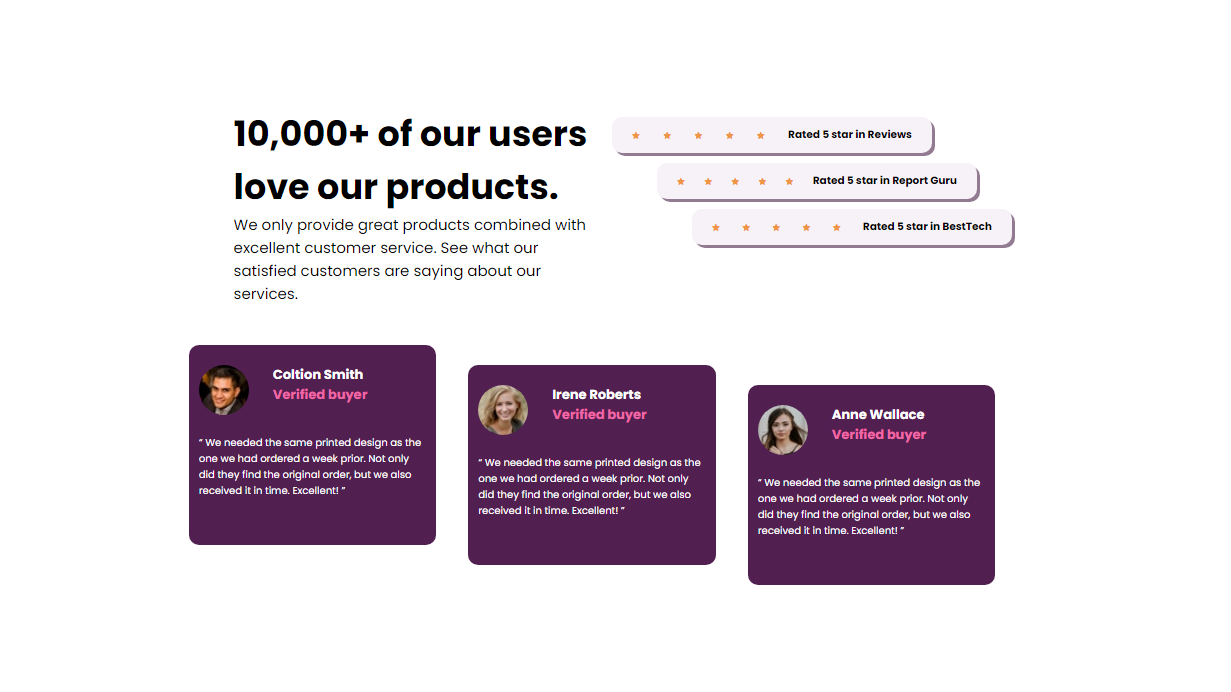 10,000+ of our users
love our products.
We only provide great products combined with
excellent customer service. See what our
satisfied customers are saying about our
services.
Rated 5 star in Reviews
Rated 5 star in Report Guru
Rated 5 star in BestTech
Coltion Smith
Verified buyer
“ We needed the same printed design as the
one we had ordered a week prior. Not only
did they find the original order, but we also
received it in time. Excellent! ”
Irene Roberts
Verified buyer
“ We needed the same printed design as the
one we had ordered a week prior. Not only
did they find the original order, but we also
received it in time. Excellent! ”
Anne Wallace
Verified buyer
“ We needed the same printed design as the
one we had ordered a week prior. Not only
did they find the original order, but we also
received it in time. Excellent! ”